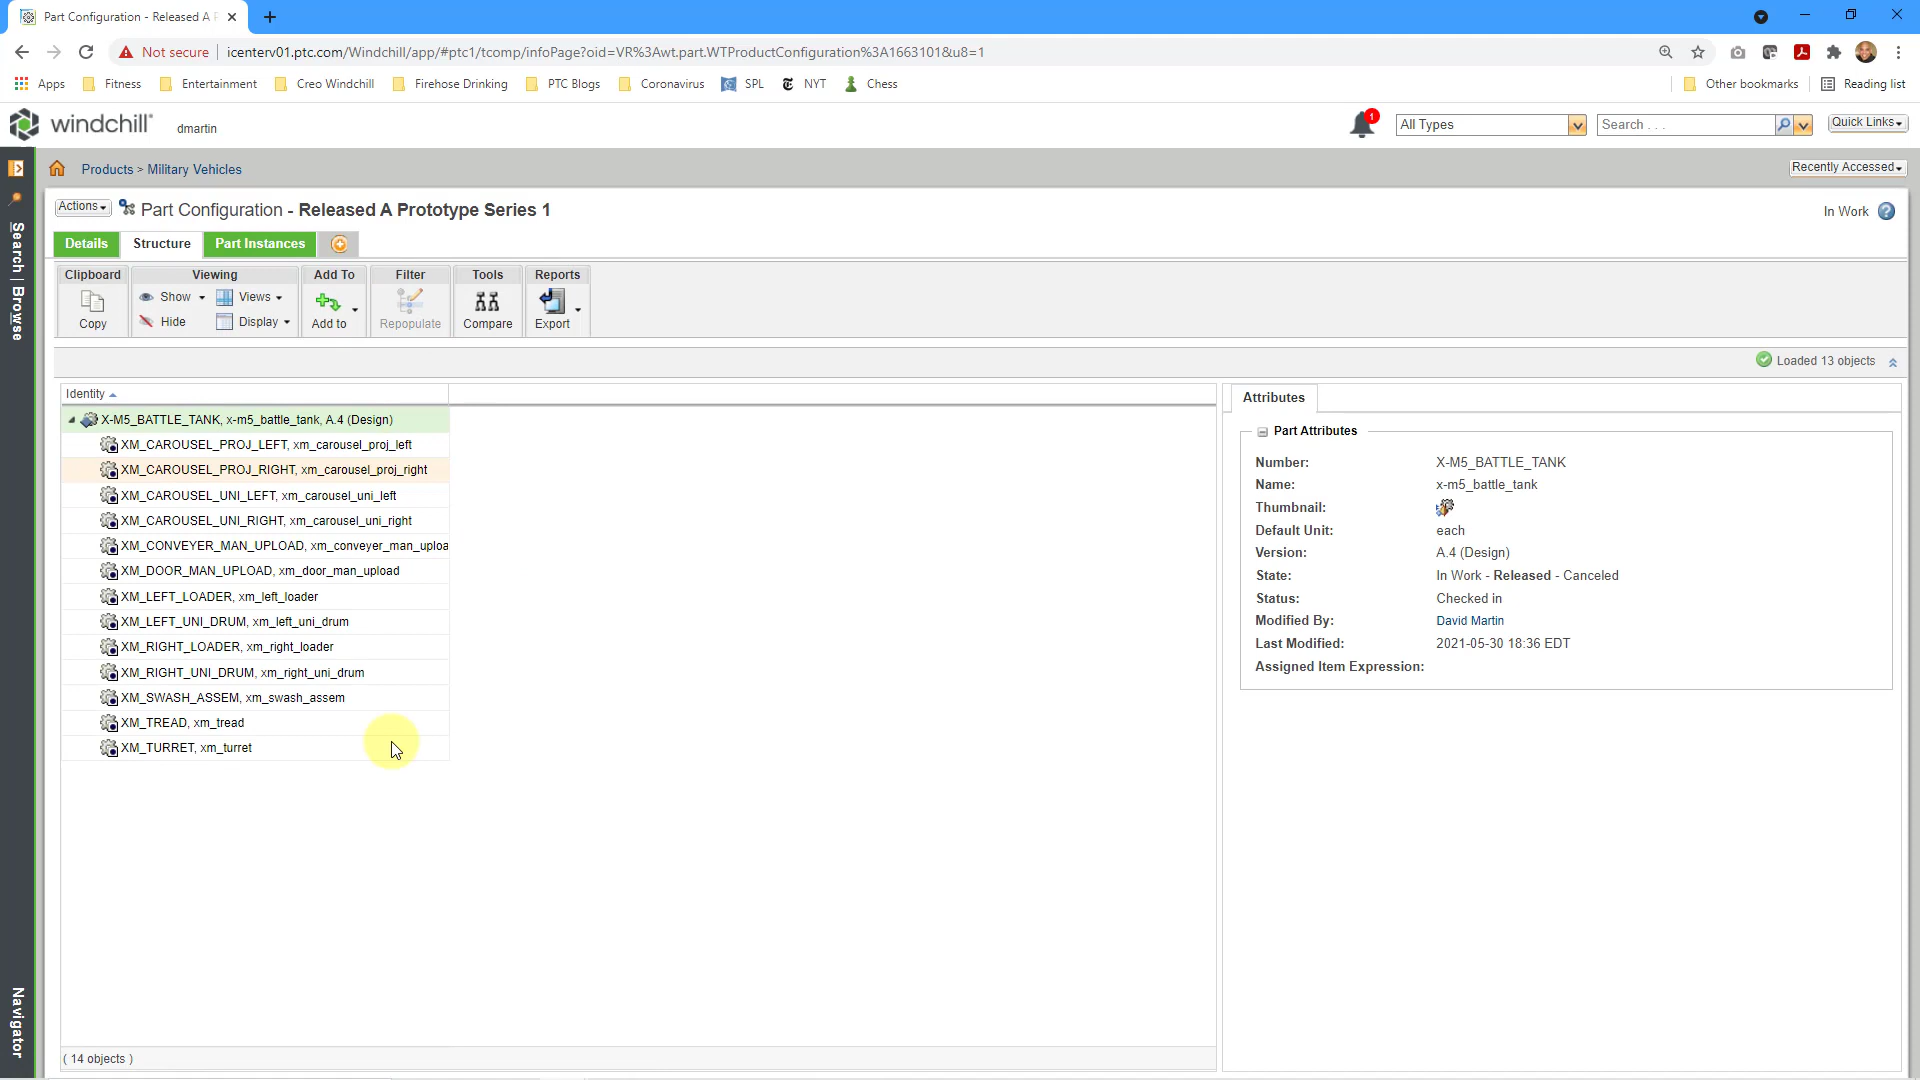 Part Configuration - Released A P
Not secure | icenterv01.ptc.com/Windchill/app/#ptc1/tcomp/infoPage?oid=VR%3Awt.part.WTProductConfiguration%3A1663101&u8=1
Apps Fitness Entertainment Creo Windchill Firehose Drinking PTC Blogs Coronavirus SPL NYT Chess Other bookmarks Reading list
windchill dmartin 1 All Types Search . . . Quick Links
Products > Military Vehicles Recently Accessed
Actions Part Configuration - Released A Prototype Series 1 In Work
Details Structure Part Instances
Clipboard Viewing Add To Filter Tools Reports
Show Views
Hide Display
Copy Add to Repopulate Compare Export
Loaded 13 objects
Search | Browse
Navigator
Identity
X-M5_BATTLE_TANK, x-m5_battle_tank, A.4 (Design)
XM_CAROUSEL_PROJ_LEFT, xm_carousel_proj_left
XM_CAROUSEL_PROJ_RIGHT, xm_carousel_proj_right
XM_CAROUSEL_UNI_LEFT, xm_carousel_uni_left
XM_CAROUSEL_UNI_RIGHT, xm_carousel_uni_right
XM_CONVEYER_MAN_UPLOAD, xm_conveyer_man_uploa
XM_DOOR_MAN_UPLOAD, xm_door_man_upload
XM_LEFT_LOADER, xm_left_loader
XM_LEFT_UNI_DRUM, xm_left_uni_drum
XM_RIGHT_LOADER, xm_right_loader
XM_RIGHT_UNI_DRUM, xm_right_uni_drum
XM_SWASH_ASSEM, xm_swash_assem
XM_TREAD, xm_tread
XM_TURRET, xm_turret
( 14 objects )
Attributes
Part Attributes
Number: X-M5_BATTLE_TANK
Name: x-m5_battle_tank
Thumbnail:
Default Unit: each
Version: A.4 (Design)
State: In Work - Released - Canceled
Status: Checked in
Modified By: David Martin
Last Modified: 2021-05-30 18:36 EDT
Assigned Item Expression: